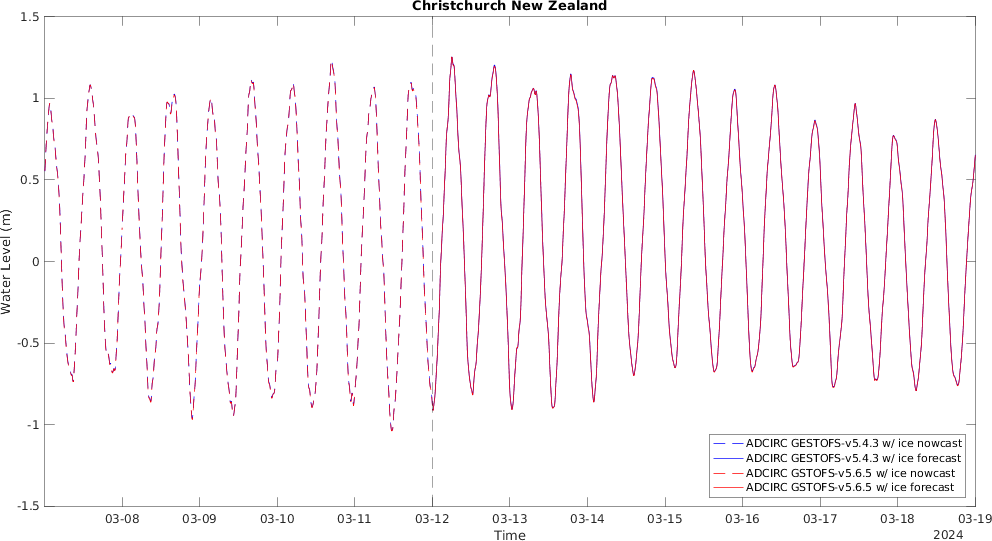 Christchurch New Zealand
1.5
1
0.5
0
-0.5
-1
-1.5
Water Level (m)
ADCIRC GESTOFS-v5.4.3 w/ ice nowcast
ADCIRC GESTOFS-v5.4.3 w/ ice forecast
ADCIRC GSTOFS-v5.6.5 w/ ice nowcast
ADCIRC GSTOFS-v5.6.5 w/ ice forecast
03-08 03-09 03-10 03-11 03-12 03-13 03-14 03-15 03-16 03-17 03-18 03-19
Time
2024